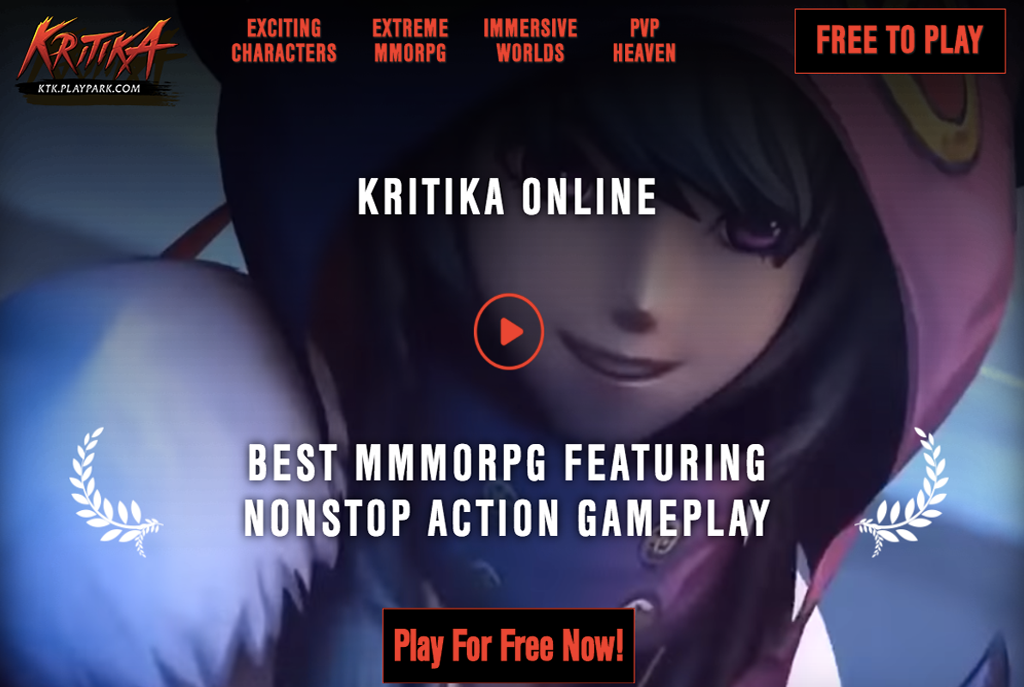 KRITIKA
KTK.PLAYPARK.COM
EXCITING
CHARACTERS
EXTREME
MMORPG
IMMERSIVE
WORLDS
PVP
HEAVEN
FREE TO PLAY
KRITIKA ONLINE
BEST MMMORPG FEATURING
NONSTOP ACTION GAMEPLAY
Play For Free Now!